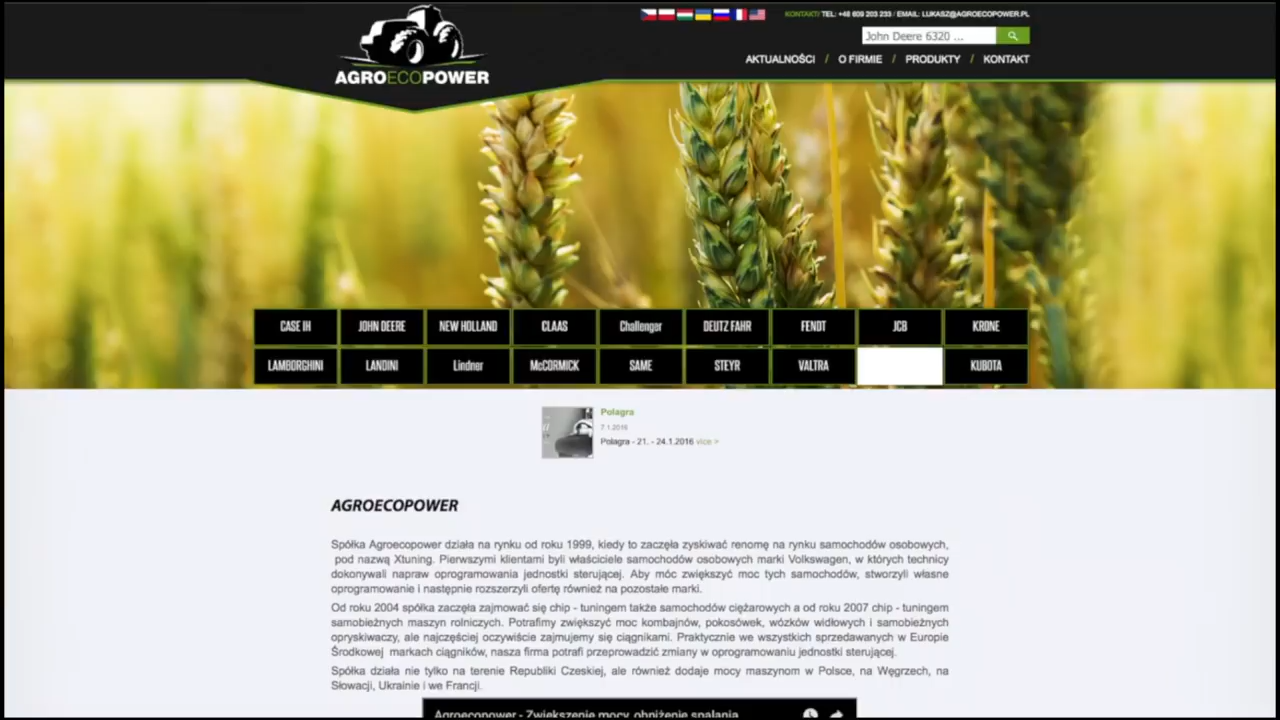 KONTAKT/ TEL: +48 609 203 233 / EMAIL: LUKASZ@AGROECOPOWER.PL
John Deere 6320 ...
AKTUALNOŚCI / O FIRMIE / PRODUKTY / KONTAKT
AGROECOPOWER
CASE IH JOHN DEERE NEW HOLLAND CLAAS Challenger DEUTZ FAHR FENDT JCB KRONE
LAMBORGHINI LANDINI Lindner McCORMICK SAME STEYR VALTRA KUBOTA
Polagra
7.1.2016
Polagra - 21. - 24.1.2016 více >
AGROECOPOWER
Spółka Agroecopower działa na rynku od roku 1999, kiedy to zaczęła zyskiwać renomę na rynku samochodów osobowych,
pod nazwą Xtuning. Pierwszymi klientami byli właściciele samochodów osobowych marki Volkswagen, w których technicy
dokonywali napraw oprogramowania jednostki sterującej. Aby móc zwiększyć moc tych samochodów, stworzyli własne
oprogramowanie i następnie rozszerzyli ofertę również na pozostałe marki.
Od roku 2004 spółka zaczęła zajmować się chip - tuningem także samochodów ciężarowych a od roku 2007 chip - tuningem
samobieżnych maszyn rolniczych. Potrafimy zwiększyć moc kombajnów, pokosówek, wózków widłowych i samobieżnych
opryskiwaczy, ale najczęściej oczywiście zajmujemy się ciągnikami. Praktycznie we wszystkich sprzedawanych w Europie
Środkowej markach ciągników, nasza firma potrafi przeprowadzić zmiany w oprogramowaniu jednostki sterującej.
Spółka działa nie tylko na terenie Republiki Czeskiej, ale również dodaje mocy maszynom w Polsce, na Węgrzech, na
Słowacji, Ukrainie i we Francji.
Agroecopower - Zwiększenie mocy, obniżenie spalania